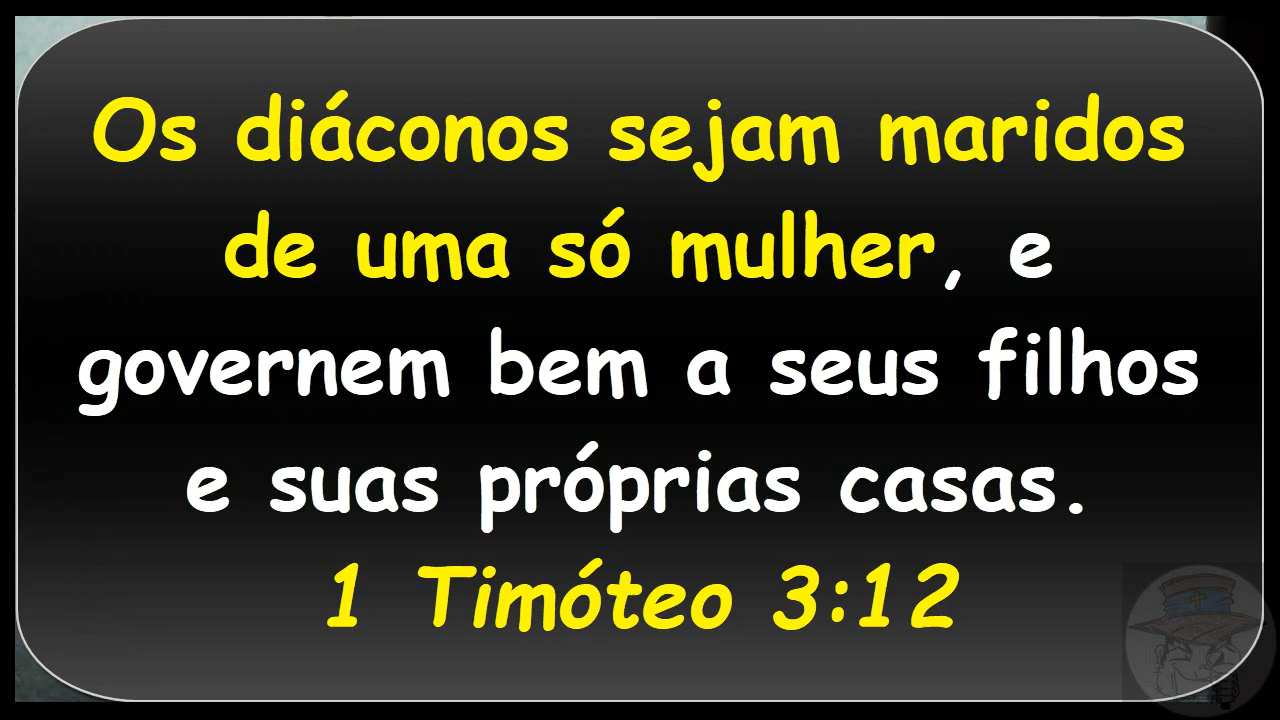 Os diáconos sejam maridos
de uma só mulher, e
governem bem a seus filhos
e suas próprias casas.
1 Timóteo 3:12